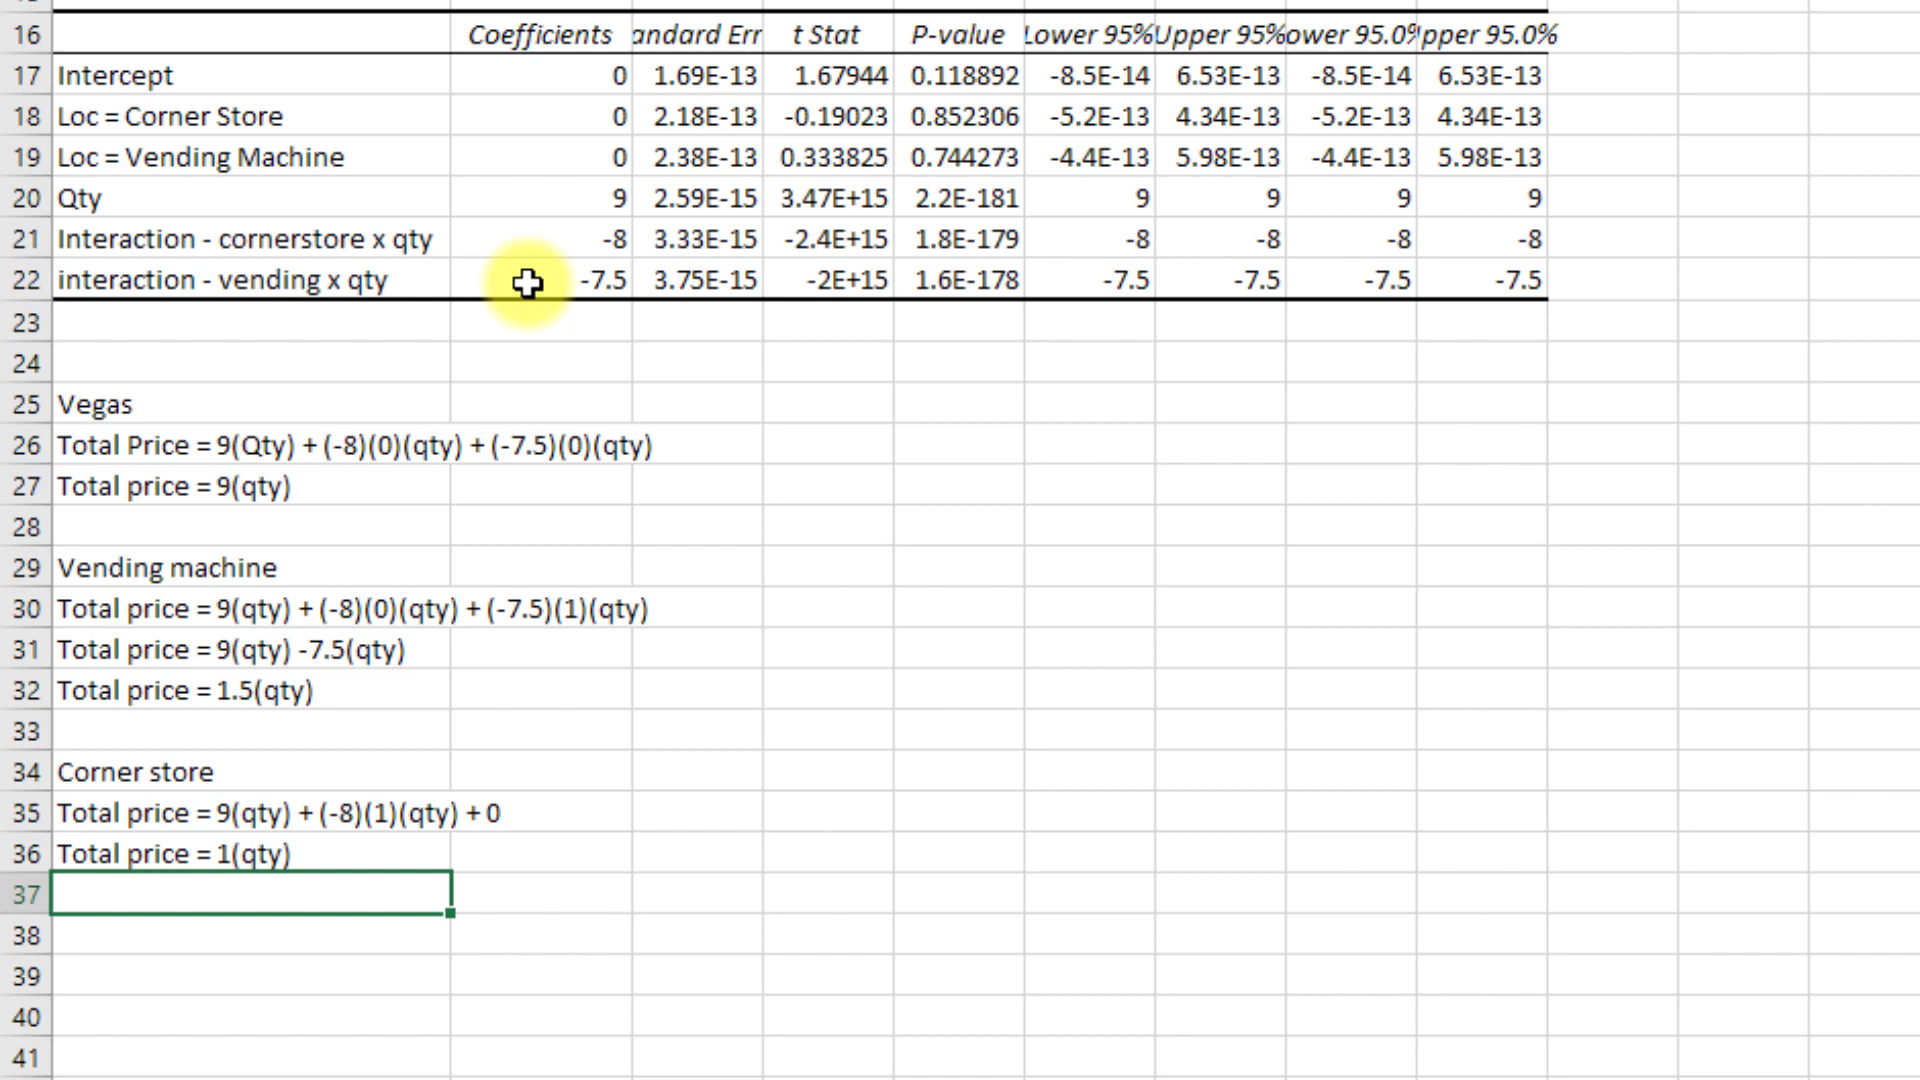 16 Coefficients andard Err t Stat P-value Lower 95% Upper 95% ower 95.0% pper 95.0%
17 Intercept 0 1.69E-13 1.67944 0.118892 -8.5E-14 6.53E-13 -8.5E-14 6.53E-13
18 Loc = Corner Store 0 2.18E-13 -0.19023 0.852306 -5.2E-13 4.34E-13 -5.2E-13 4.34E-13
19 Loc = Vending Machine 0 2.38E-13 0.333825 0.744273 -4.4E-13 5.98E-13 -4.4E-13 5.98E-13
20 Qty 9 2.59E-15 3.47E+15 2.2E-181 9 9 9 9
21 Interaction - cornerstore x qty -8 3.33E-15 -2.4E+15 1.8E-179 -8 -8 -8 -8
22 interaction - vending x qty -7.5 3.75E-15 -2E+15 1.6E-178 -7.5 -7.5 -7.5 -7.5
23
24
25 Vegas
26 Total Price = 9(Qty) + (-8)(0)(qty) + (-7.5)(0)(qty)
27 Total price = 9(qty)
28
29 Vending machine
30 Total price = 9(qty) + (-8)(0)(qty) + (-7.5)(1)(qty)
31 Total price = 9(qty) -7.5(qty)
32 Total price = 1.5(qty)
33
34 Corner store
35 Total price = 9(qty) + (-8)(1)(qty) + 0
36 Total price = 1(qty)
37
38
39
40
41